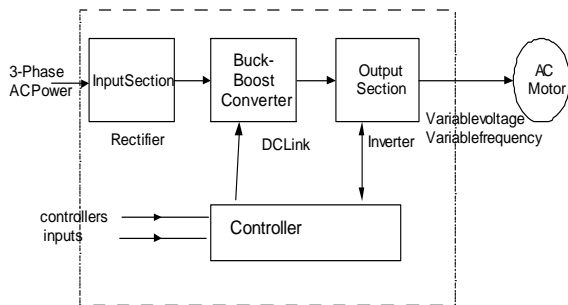 3-Phase
ACPower
InputSection
Rectifier
Buck-
Boost
Converter
DCLink
Output
Section
Inverter
Variablevoltage
Variablefrequency
AC
Motor
controllers
inputs
Controller